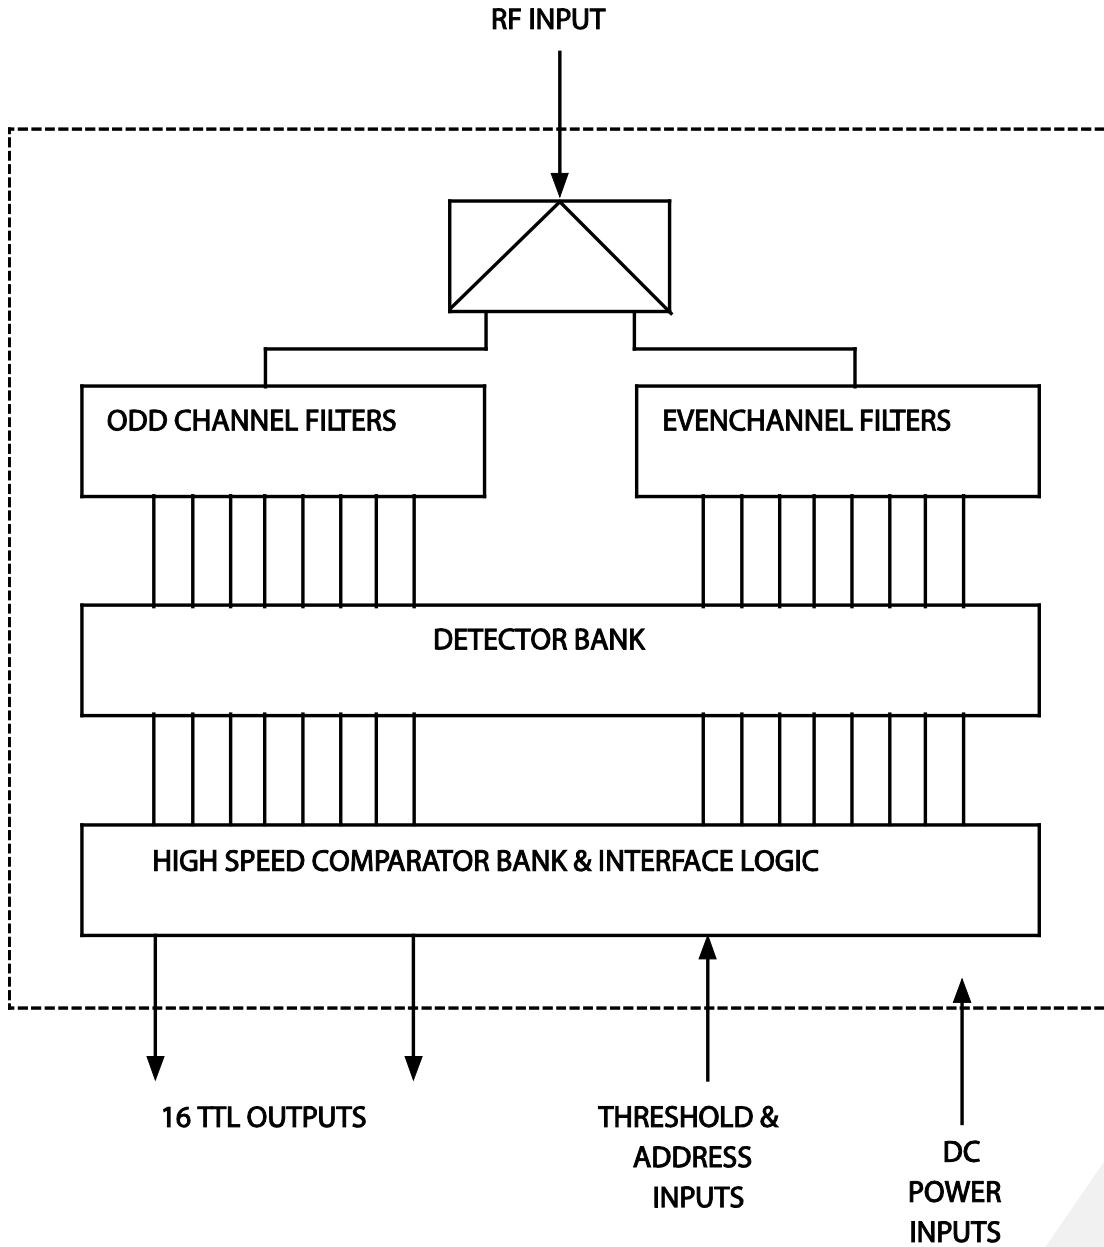 RF INPUT
ODD CHANNEL FILTERS
EVENCHANNEL FILTERS
DETECTOR BANK
HIGH SPEED COMPARATOR BANK & INTERFACE LOGIC
16 TTL OUTPUTS
THRESHOLD &
ADDRESS
INPUTS
DC
POWER
INPUTS